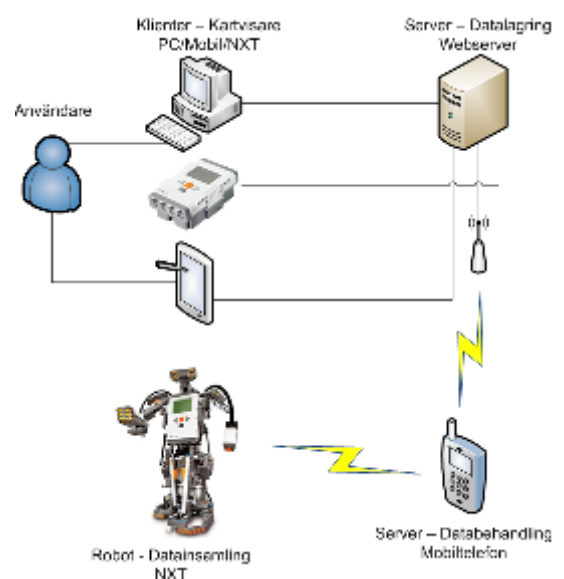 Klienter – Kartvisare
PC/Mobil/NXT
Server – Datalagring
Webserver
Användare
Server – Databehandling
Mobiltelefon
Robot - Datainsamling
NXT